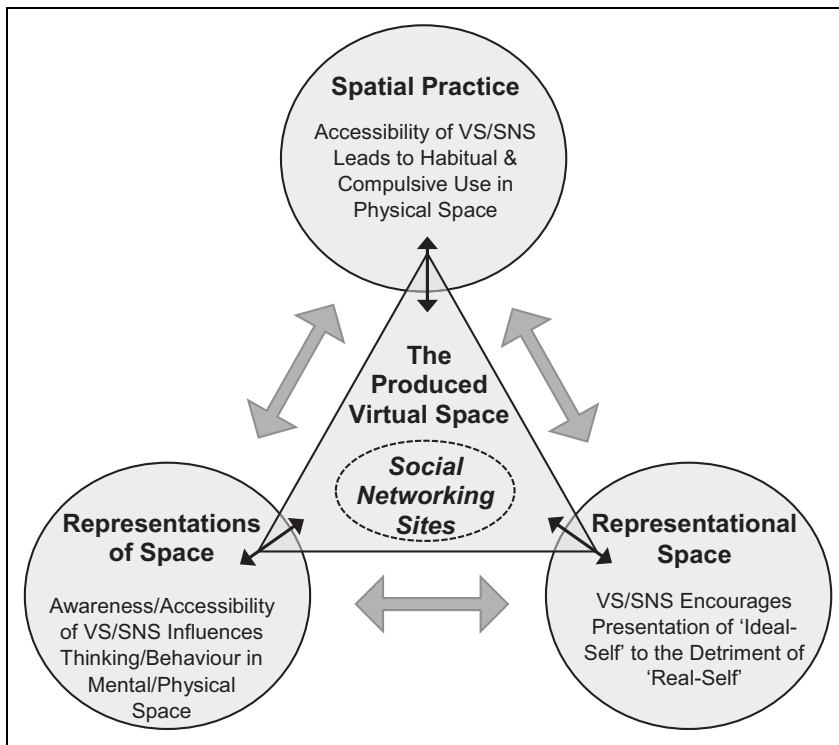 Spatial Practice
Accessibility of VS/SNS
Leads to Habitual &
Compulsive Use in
Physical Space
The
Produced
Virtual Space
Social
Networking
Sites
Representations
of Space
Awareness/Accessibility
of VS/SNS Influences
Thinking/Behaviour in
Mental/Physical
Space
Representational
Space
VS/SNS Encourages
Presentation of ‘Ideal-
Self’ to the Detriment of
‘Real-Self’